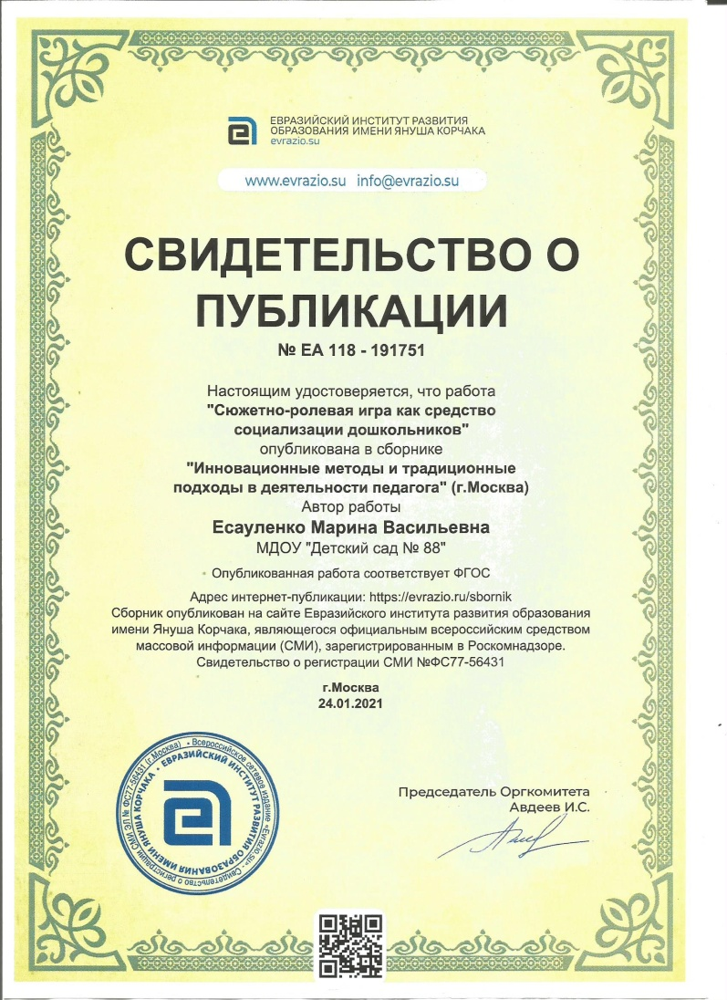 ЕВРАЗИЙСКИЙ ИНСТИТУТ РАЗВИТИЯ
ОБРАЗОВАНИЯ ИМЕНИ ЯНУША КОРЧАКА
evrazio.su
www.evrazio.su info@evrazio.su
СВИДЕТЕЛЬСТВО О
ПУБЛИКАЦИИ
№ EA 118 - 191751
Настоящим удостоверяется, что работа
"Сюжетно-ролевая игра как средство
социализации дошкольников"
опубликована в сборнике
"Инновационные методы и традиционные
подходы в деятельности педагога" (г.Москва)
Автор работы
Есауленко Марина Васильевна
МДОУ "Детский сад № 88"
Опубликованная работа соответствует ФГОС
Адрес интернет-публикации: https://evrazio.ru/sbornik
Сборник опубликован на сайте Евразийского института развития образования
имени Януша Корчака, являющегося официальным всероссийским средством
массовой информации (СМИ), зарегистрированным в Роскомнадзоре.
Свидетельство о регистрации СМИ №ФС77-56431
г.Москва
24.01.2021
• Всероссийское сетевое издание «Evrazio.su» • Свидетельство о регистрации СМИ ЭЛ № ФС77-56431 (г.Москва)
• ЕВРАЗИЙСКИЙ ИНСТИТУТ РАЗВИТИЯ ОБРАЗОВАНИЯ ИМЕНИ ЯНУША КОРЧАКА
Председатель Оргкомитета
Авдеев И.С.